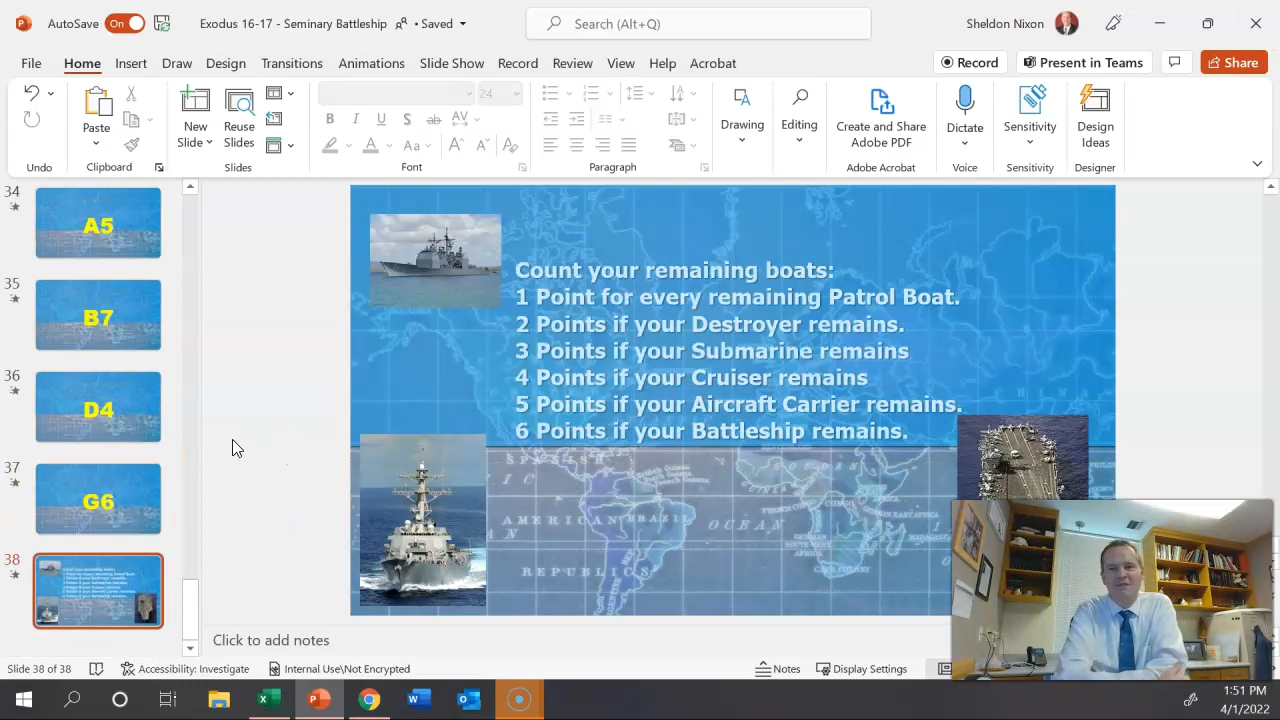 AutoSave On Exodus 16-17 - Seminary Battleship • Saved Search (Alt+Q) Sheldon Nixon
File Home Insert Draw Design Transitions Animations Slide Show Record Review View Help Acrobat Record Present in Teams Share
24
Paste New Slide Reuse Slides Drawing Editing Create and Share Adobe PDF Dictate Sensitivity Design Ideas
Undo Clipboard Slides Font Paragraph Adobe Acrobat Voice Sensitivity Designer
34
A5
35
B7
36
D4
37
G6
38
Count your remaining boats:
1 Point for every remaining Patrol Boat.
2 Points if your Destroyer remains.
3 Points if your Submarine remains
4 Points if your Cruiser remains
5 Points if your Aircraft Carrier remains.
6 Points if your Battleship remains.
SPANISH
AMERICAN BRAZIL OCEAN
REPUBLICS
Click to add notes
Slide 38 of 38 Accessibility: Investigate Internal Use\Not Encrypted Notes Display Settings
1:51 PM
4/1/2022